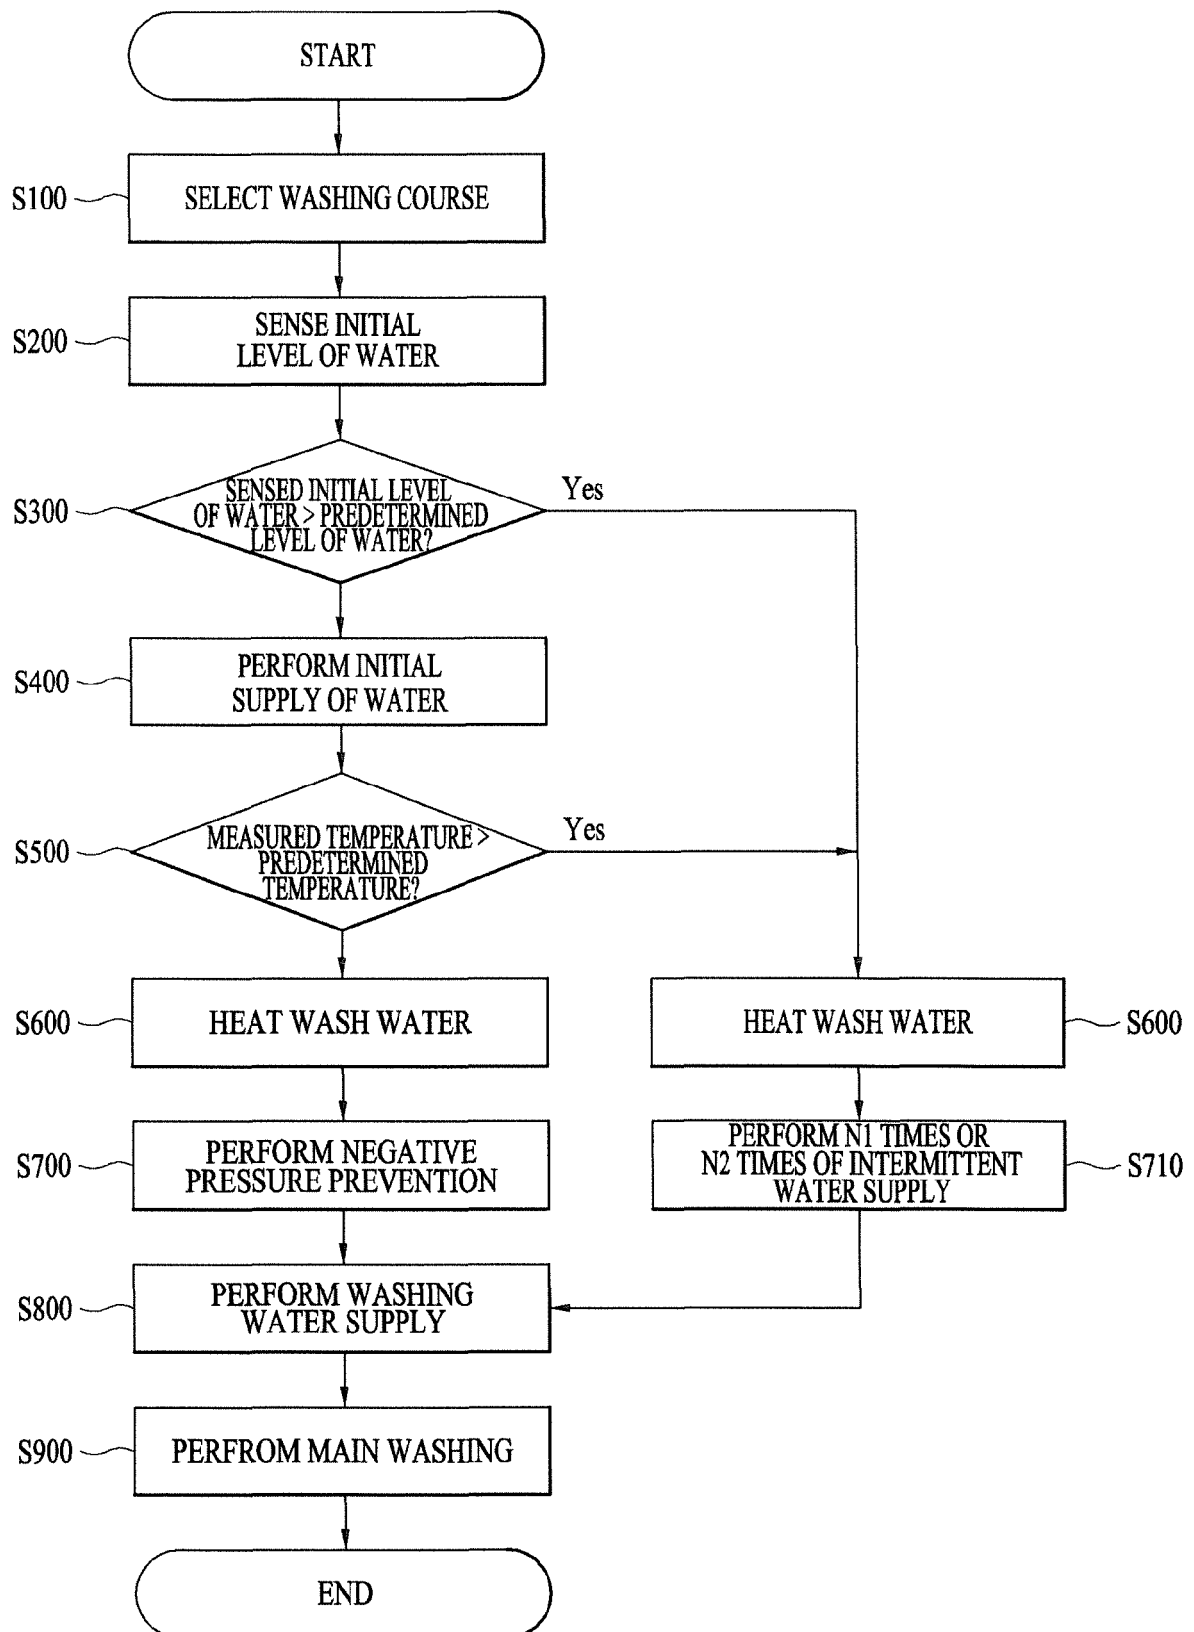 START
S100
SELECT WASHING COURSE
S200
SENSE INITIAL
LEVEL OF WATER
S300
SENSED INITIAL LEVEL
OF WATER > PREDETERMINED
LEVEL OF WATER?
Yes
S400
PERFORM INITIAL
SUPPLY OF WATER
S500
MEASURED TEMPERATURE >
PREDETERMINED
TEMPERATURE?
Yes
S600
HEAT WASH WATER
HEAT WASH WATER
S600
S700
PERFORM NEGATIVE
PRESSURE PREVENTION
PERFORM N1 TIMES OR
N2 TIMES OF INTERMITTENT
WATER SUPPLY
S710
S800
PERFORM WASHING
WATER SUPPLY
S900
PERFROM MAIN WASHING
END